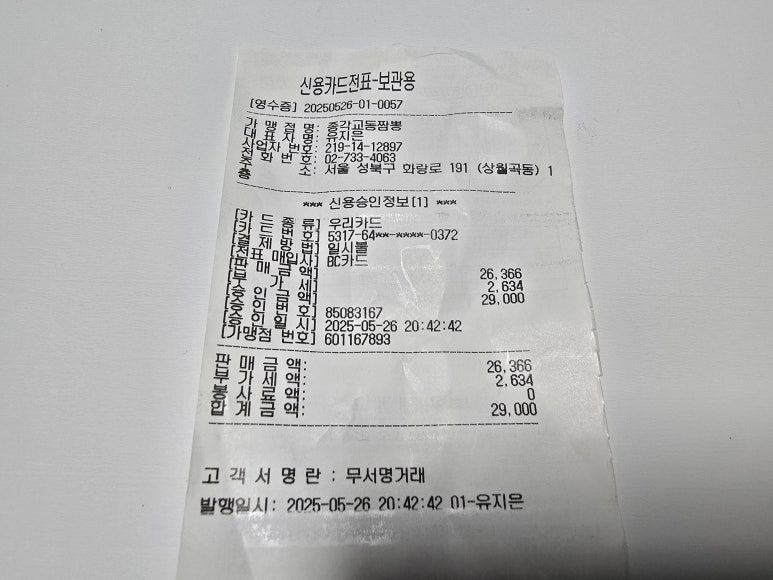 신용카드전표-보관용
[영수증] 20250526-01-0057
가 맹 점 명: 종각교동짬뽕
대 표 자 명: 유지은
사업자 번호: 219-14-12897
전 화 번 호: 02-733-4063
주 소: 서울 성북구 화랑로 191 (상월곡동) 1
층
*** 신용승인정보[1] ***
[카 드 종 류] 우리카드
[카 드 번 호] 5317-64**-****-0372
[결 제 방 법] 일시불
[전표 매입사] BC카드
[판 매 금 액] 26,366
[부 가 세] 2,634
[승 인 금 액] 29,000
[승 인 번 호] 85083167
[승 인 일 시] 2025-05-26 20:42:42
[가맹점 번호] 601167893
판 매 금 액: 26,366
부 가 세 액: 2,634
봉 사 료 액: 0
합 계 금 액: 29,000
고 객 서 명 란 : 무서명거래
발행일시: 2025-05-26 20:42:42 01-유지은